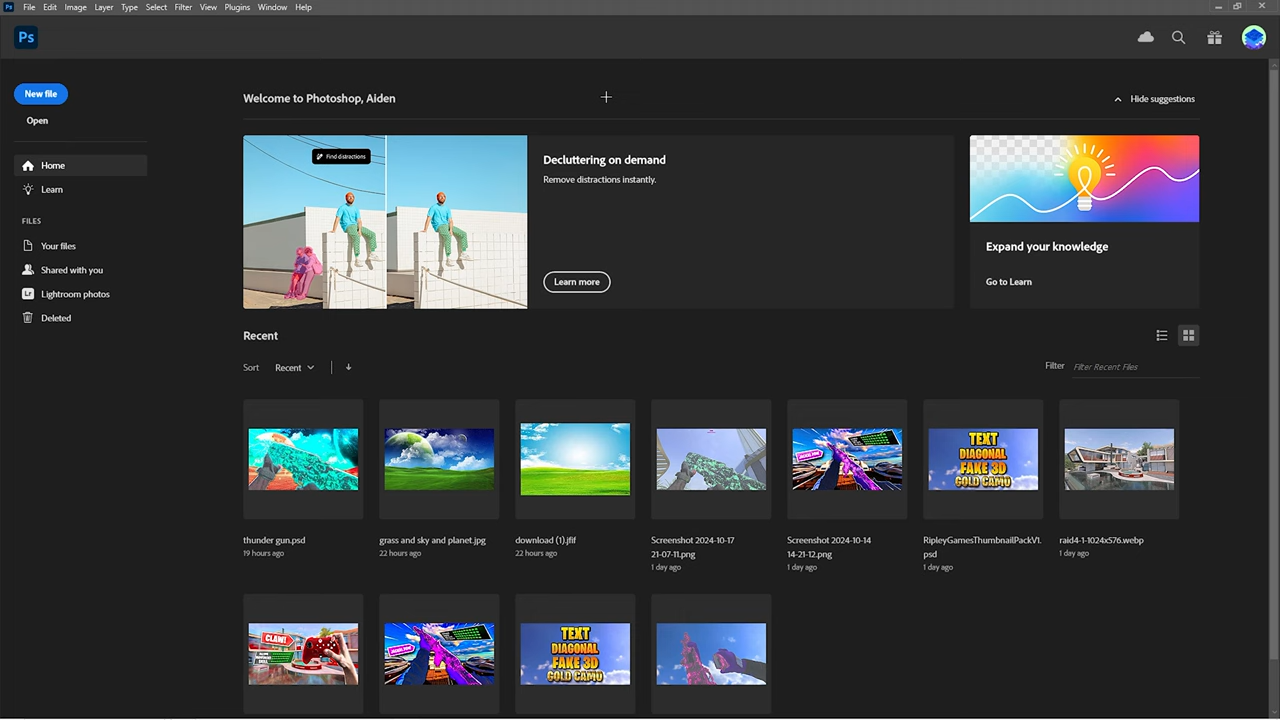 Ps File Edit Image Layer Type Select Filter View Plugins Window Help
Ps
New file
Open
Home
Learn
FILES
Your files
Shared with you
Lr Lightroom photos
Deleted
Welcome to Photoshop, Aiden
Hide suggestions
Find distractions
Decluttering on demand
Remove distractions instantly.
Learn more
Expand your knowledge
Go to Learn
Recent
Sort Recent
Filter Filter Recent Files
TEXT
DIAGONAL
FAKE 3D
GOLD CAMO
thunder gun.psd
19 hours ago
grass and sky and planet.jpg
22 hours ago
download (1).jfif
22 hours ago
Screenshot 2024-10-17
21-07-11.png
1 day ago
Screenshot 2024-10-14
14-21-12.png
1 day ago
RipleyGamesThumbnailPackV1.
psd
1 day ago
raid4-1-1024x576.webp
1 day ago
CLAW!
TEXT
DIAGONAL
FAKE 3D
GOLD CAMO